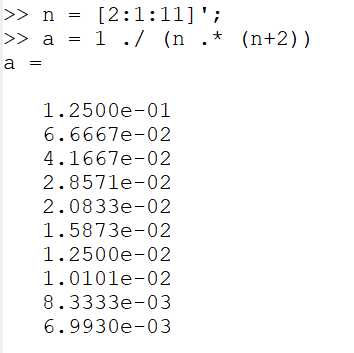 >> n = [2:1:11]';
>> a = 1 ./ (n .* (n+2))
a =
1.2500e-01
6.6667e-02
4.1667e-02
2.8571e-02
2.0833e-02
1.5873e-02
1.2500e-02
1.0101e-02
8.3333e-03
6.9930e-03